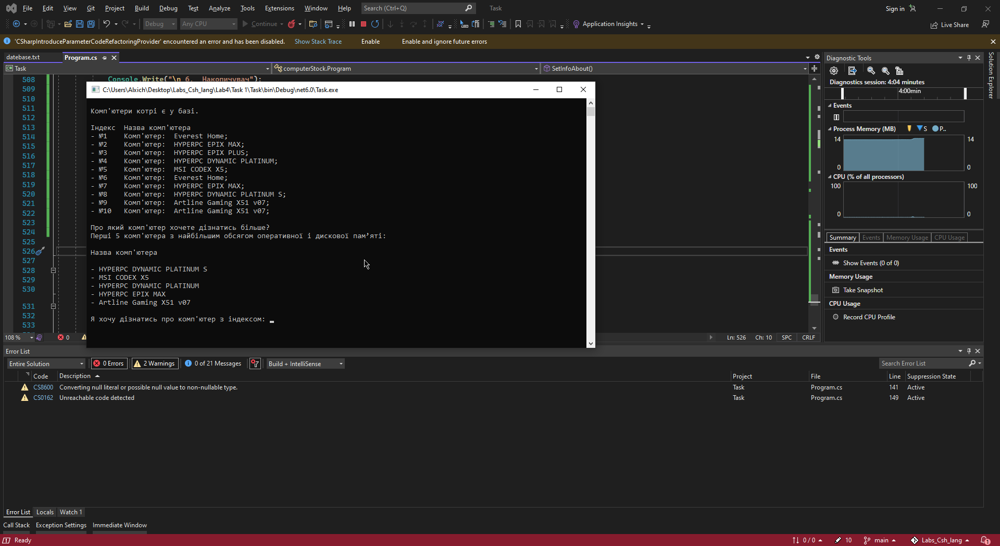 File Edit View Git Project Build Debug Test Analyze Tools Extensions Window Help Search (Ctrl+Q) Task Sign in
Debug Any CPU Continue Application Insights Live Share
'CSharpIntroduceParameterCodeRefactoringProvider' encountered an error and has been disabled. Show Stack Trace Enable Enable and ignore future errors
datebase.txt Program.cs
C# Task computerStock.Program SetInfoAbout()
508 Console.Write("\n 6. Накопичувач");
509
510
511
512
513
514
515
516
517
518
519
520
521
522
523
524
525
526
527
528
529
530
531
532
533
C:\Users\Alxich\Desktop\Labs_Csh_lang\Lab4\Task 1\Task\bin\Debug\net6.0\Task.exe
Комп'ютери котрі є у базі.
Індекс Назва комп'ютера
- №1 Комп'ютер: Everest Home;
- №2 Комп'ютер: HYPERPC EPIX MAX;
- №3 Комп'ютер: HYPERPC EPIX PLUS;
- №4 Комп'ютер: HYPERPC DYNAMIC PLATINUM;
- №5 Комп'ютер: MSI CODEX X5;
- №6 Комп'ютер: Everest Home;
- №7 Комп'ютер: HYPERPC EPIX MAX;
- №8 Комп'ютер: HYPERPC DYNAMIC PLATINUM S;
- №9 Комп'ютер: Artline Gaming X51 v07;
- №10 Комп'ютер: Artline Gaming X51 v07;
Про який комп'ютер хочете дізнатись більше?
Перші 5 комп'ютера з найбільшим обсягом оперативної і дискової пам’яті:
Назва комп'ютера
- HYPERPC DYNAMIC PLATINUM S
- MSI CODEX X5
- HYPERPC DYNAMIC PLATINUM
- HYPERPC EPIX MAX
- Artline Gaming X51 v07
Я хочу дізнатись про комп'ютер з індексом:
108 % 0 Ln: 526 Ch: 10 SPC CRLF
Diagnostic Tools
Diagnostics session: 4:04 minutes
4:00min
Events
Process Memory (MB) S P..
14 14
0 0
CPU (% of all processors)
100 100
0 0
Summary Events Memory Usage CPU Usage
Events
Show Events (0 of 0)
Memory Usage
Take Snapshot
CPU Usage
Record CPU Profile
Solution Explorer
Error List
Entire Solution 0 Errors 2 Warnings 0 of 21 Messages Build + IntelliSense Search Error List
Code Description Project File Line Suppression State
CS8600 Converting null literal or possible null value to non-nullable type. Task Program.cs 141 Active
CS0162 Unreachable code detected Task Program.cs 149 Active
Error List Locals Watch 1
Call Stack Exception Settings Immediate Window
Ready 0 / 0 10 main Labs_Csh_lang 1